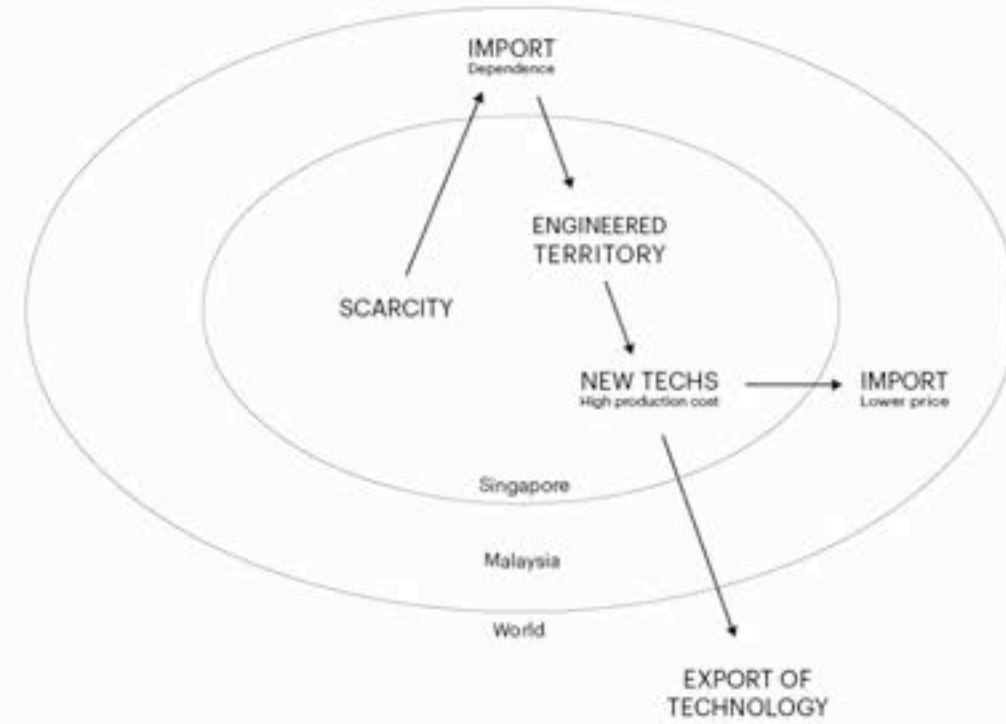 IMPORT
Dependence
ENGINEERED
TERRITORY
SCARCITY
NEW TECHS
High production cost
IMPORT
Lower price
Singapore
Malaysia
World
EXPORT OF
TECHNOLOGY